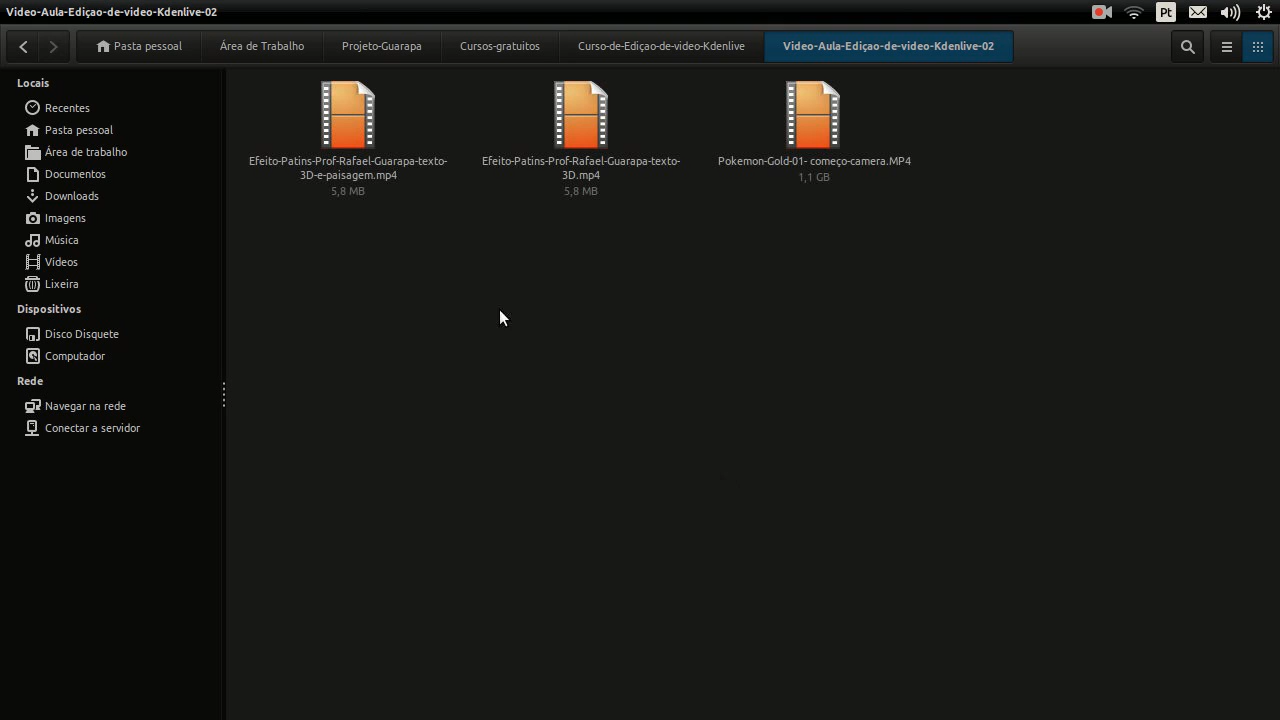 Video-Aula-Ediçao-de-video-Kdenlive-02
Pt
Pasta pessoal
Área de Trabalho
Projeto-Guarapa
Cursos-gratuitos
Curso-de-Ediçao-de-video-Kdenlive
Video-Aula-Ediçao-de-video-Kdenlive-02
Locais
Recentes
Pasta pessoal
Área de trabalho
Documentos
Downloads
Imagens
Música
Vídeos
Lixeira
Dispositivos
Disco Disquete
Computador
Rede
Navegar na rede
Conectar a servidor
Efeito-Patins-Prof-Rafael-Guarapa-texto-
3D-e-paisagem.mp4
5,8 MB
Efeito-Patins-Prof-Rafael-Guarapa-texto-
3D.mp4
5,8 MB
Pokemon-Gold-01- começo-camera.MP4
1,1 GB